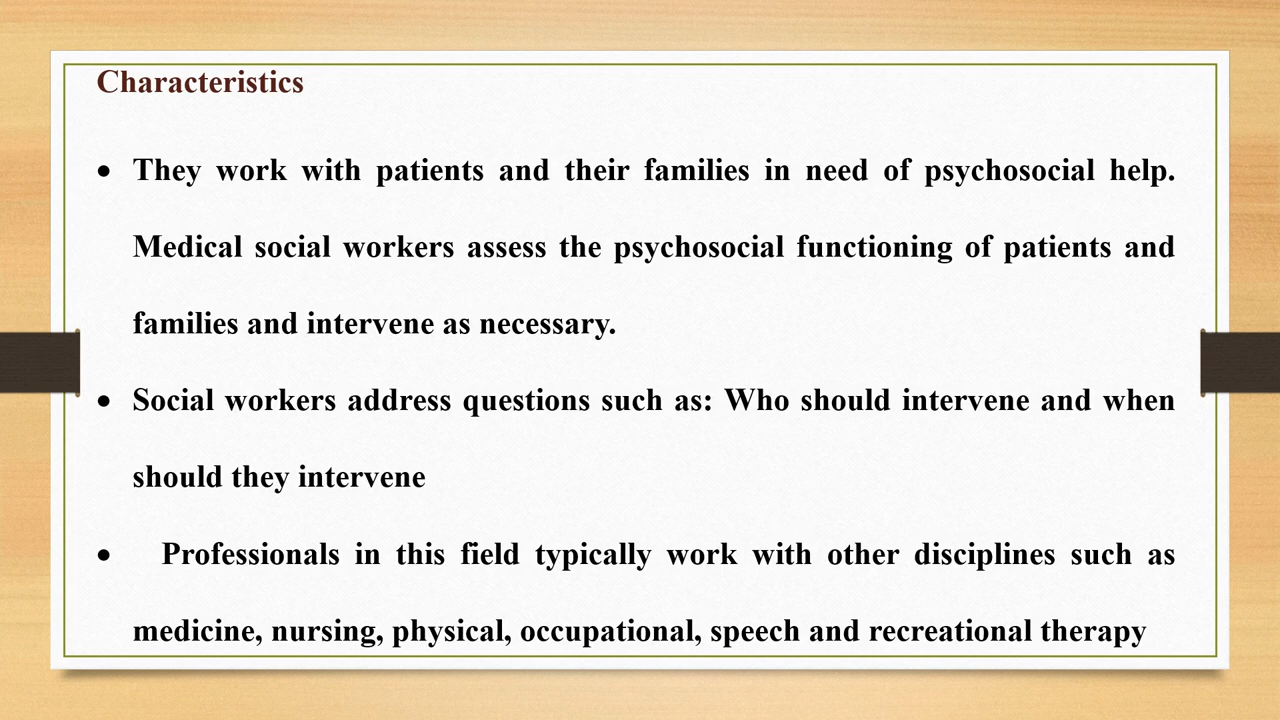 Characteristics
• They work with patients and their families in need of psychosocial help.
Medical social workers assess the psychosocial functioning of patients and
families and intervene as necessary.
• Social workers address questions such as: Who should intervene and when
should they intervene
• Professionals in this field typically work with other disciplines such as
medicine, nursing, physical, occupational, speech and recreational therapy